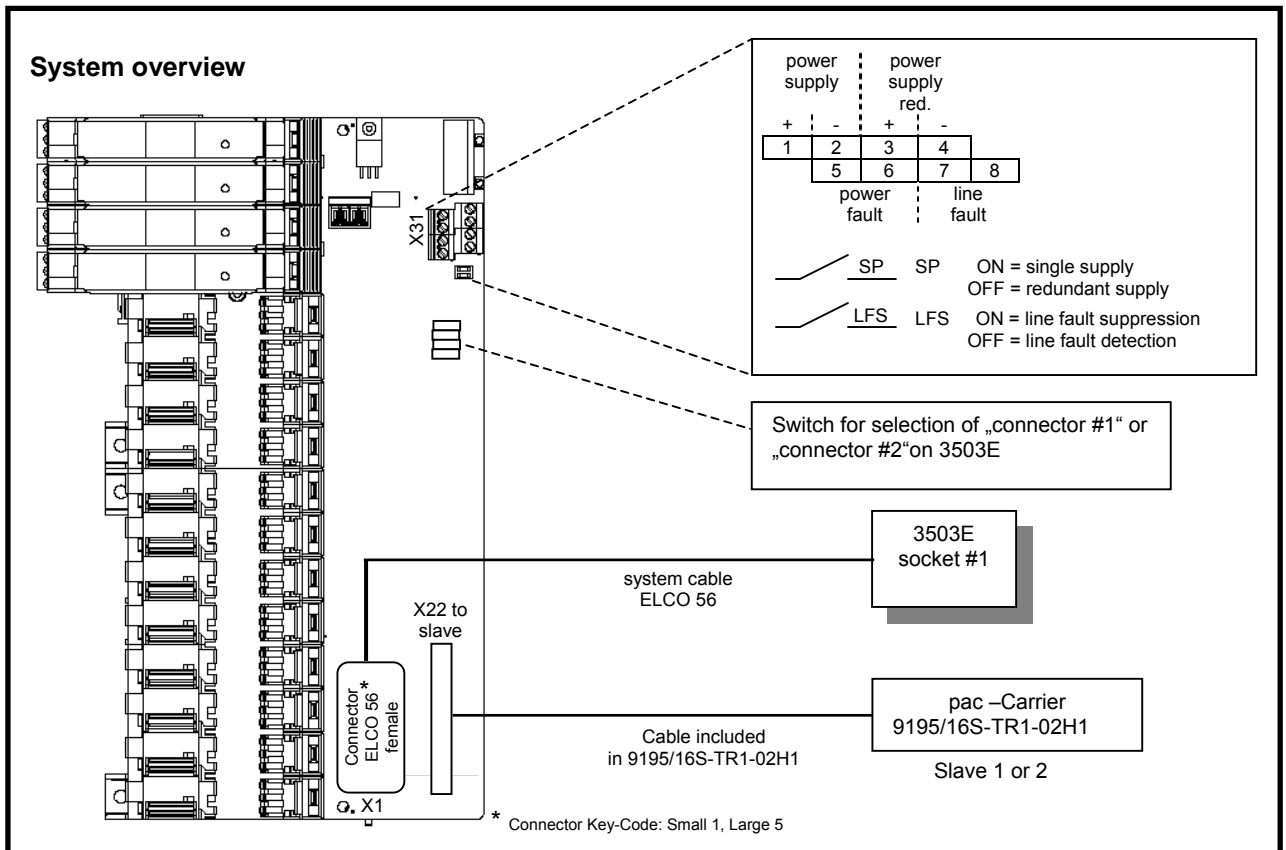 System overview
power supply
power supply red.
+ - + -
1 2 3 4
5 6 7 8
power fault
line fault
SP SP ON = single supply
OFF = redundant supply
LFS LFS ON = line fault suppression
OFF = line fault detection
X31
Switch for selection of „connector #1“ or
„connector #2“on 3503E
3503E
socket #1
system cable
ELCO 56
X22 to
slave
Connector
ELCO 56 *
female
pac –Carrier
9195/16S-TR1-02H1
Cable included
in 9195/16S-TR1-02H1
Slave 1 or 2
X1
* Connector Key-Code: Small 1, Large 5